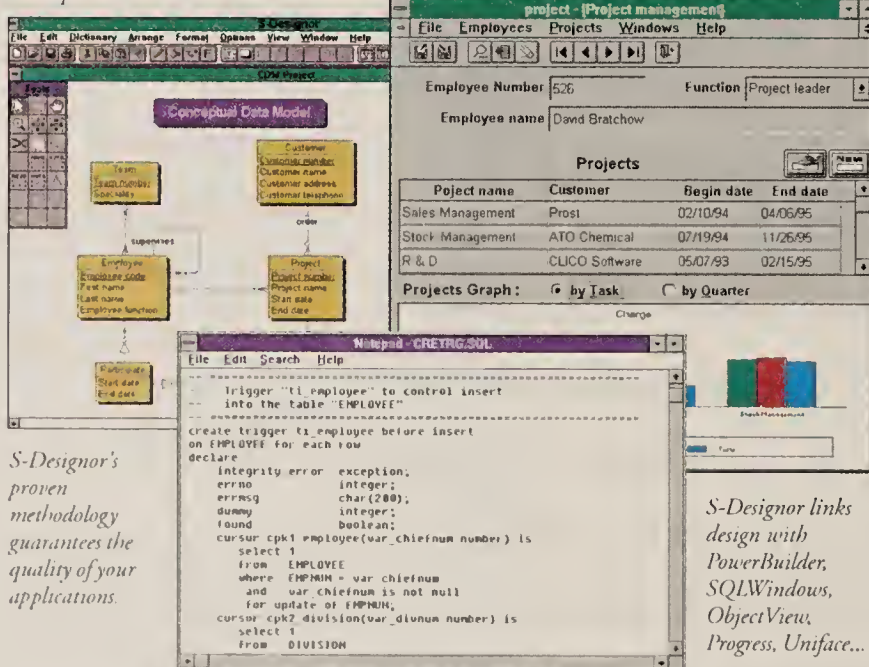 S-Designor
File Edit Dictionary Arrange Format Options View Window Help
CDM Project
Tools
Conceptual Data Model
Team
Team number
Speciality
Customer
Customer number
Customer name
Customer address
Customer telephone
order
supervises
Employee
Employee code
First name
Last name
Employee function
Project
Project number
Project name
Start date
End date
Participate
Start date
End date
project - [Project management]
File Employees Projects Windows Help
Employee Number 526 Function Project leader
Employee name David Bratchow
Projects
New
Poject name Customer Begin date End date
Sales Management Prost 02/10/94 04/06/95
Stock Management ATO Chemical 07/19/94 11/26/95
R & D CLICO Software 05/07/93 02/15/95
Projects Graph : by Task by Quarter
Charge
Stock Management
Time
Notepad - CRETRG.SQL
File Edit Search Help
-- ============================================================
-- Trigger "ti_employee" to control insert
-- into the table "EMPLOYEE"
-- ============================================================
create trigger ti_employee before insert
on EMPLOYEE for each row
declare
integrity_error exception;
errno integer;
errmsg char(200);
dummy integer;
found boolean;
cursor cpk1_employee(var_chiefnum number) is
select 1
from EMPLOYEE
where EMPNUM = var_chiefnum
and var_chiefnum is not null
for update of EMPNUM;
cursor cpk2_division(var_divnum number) is
select 1
from DIVISION
S-Designor's
proven
methodology
guarantees the
quality of your
applications.
S-Designor links
design with
PowerBuilder,
SQLWindows,
ObjectView,
Progress, Uniface...